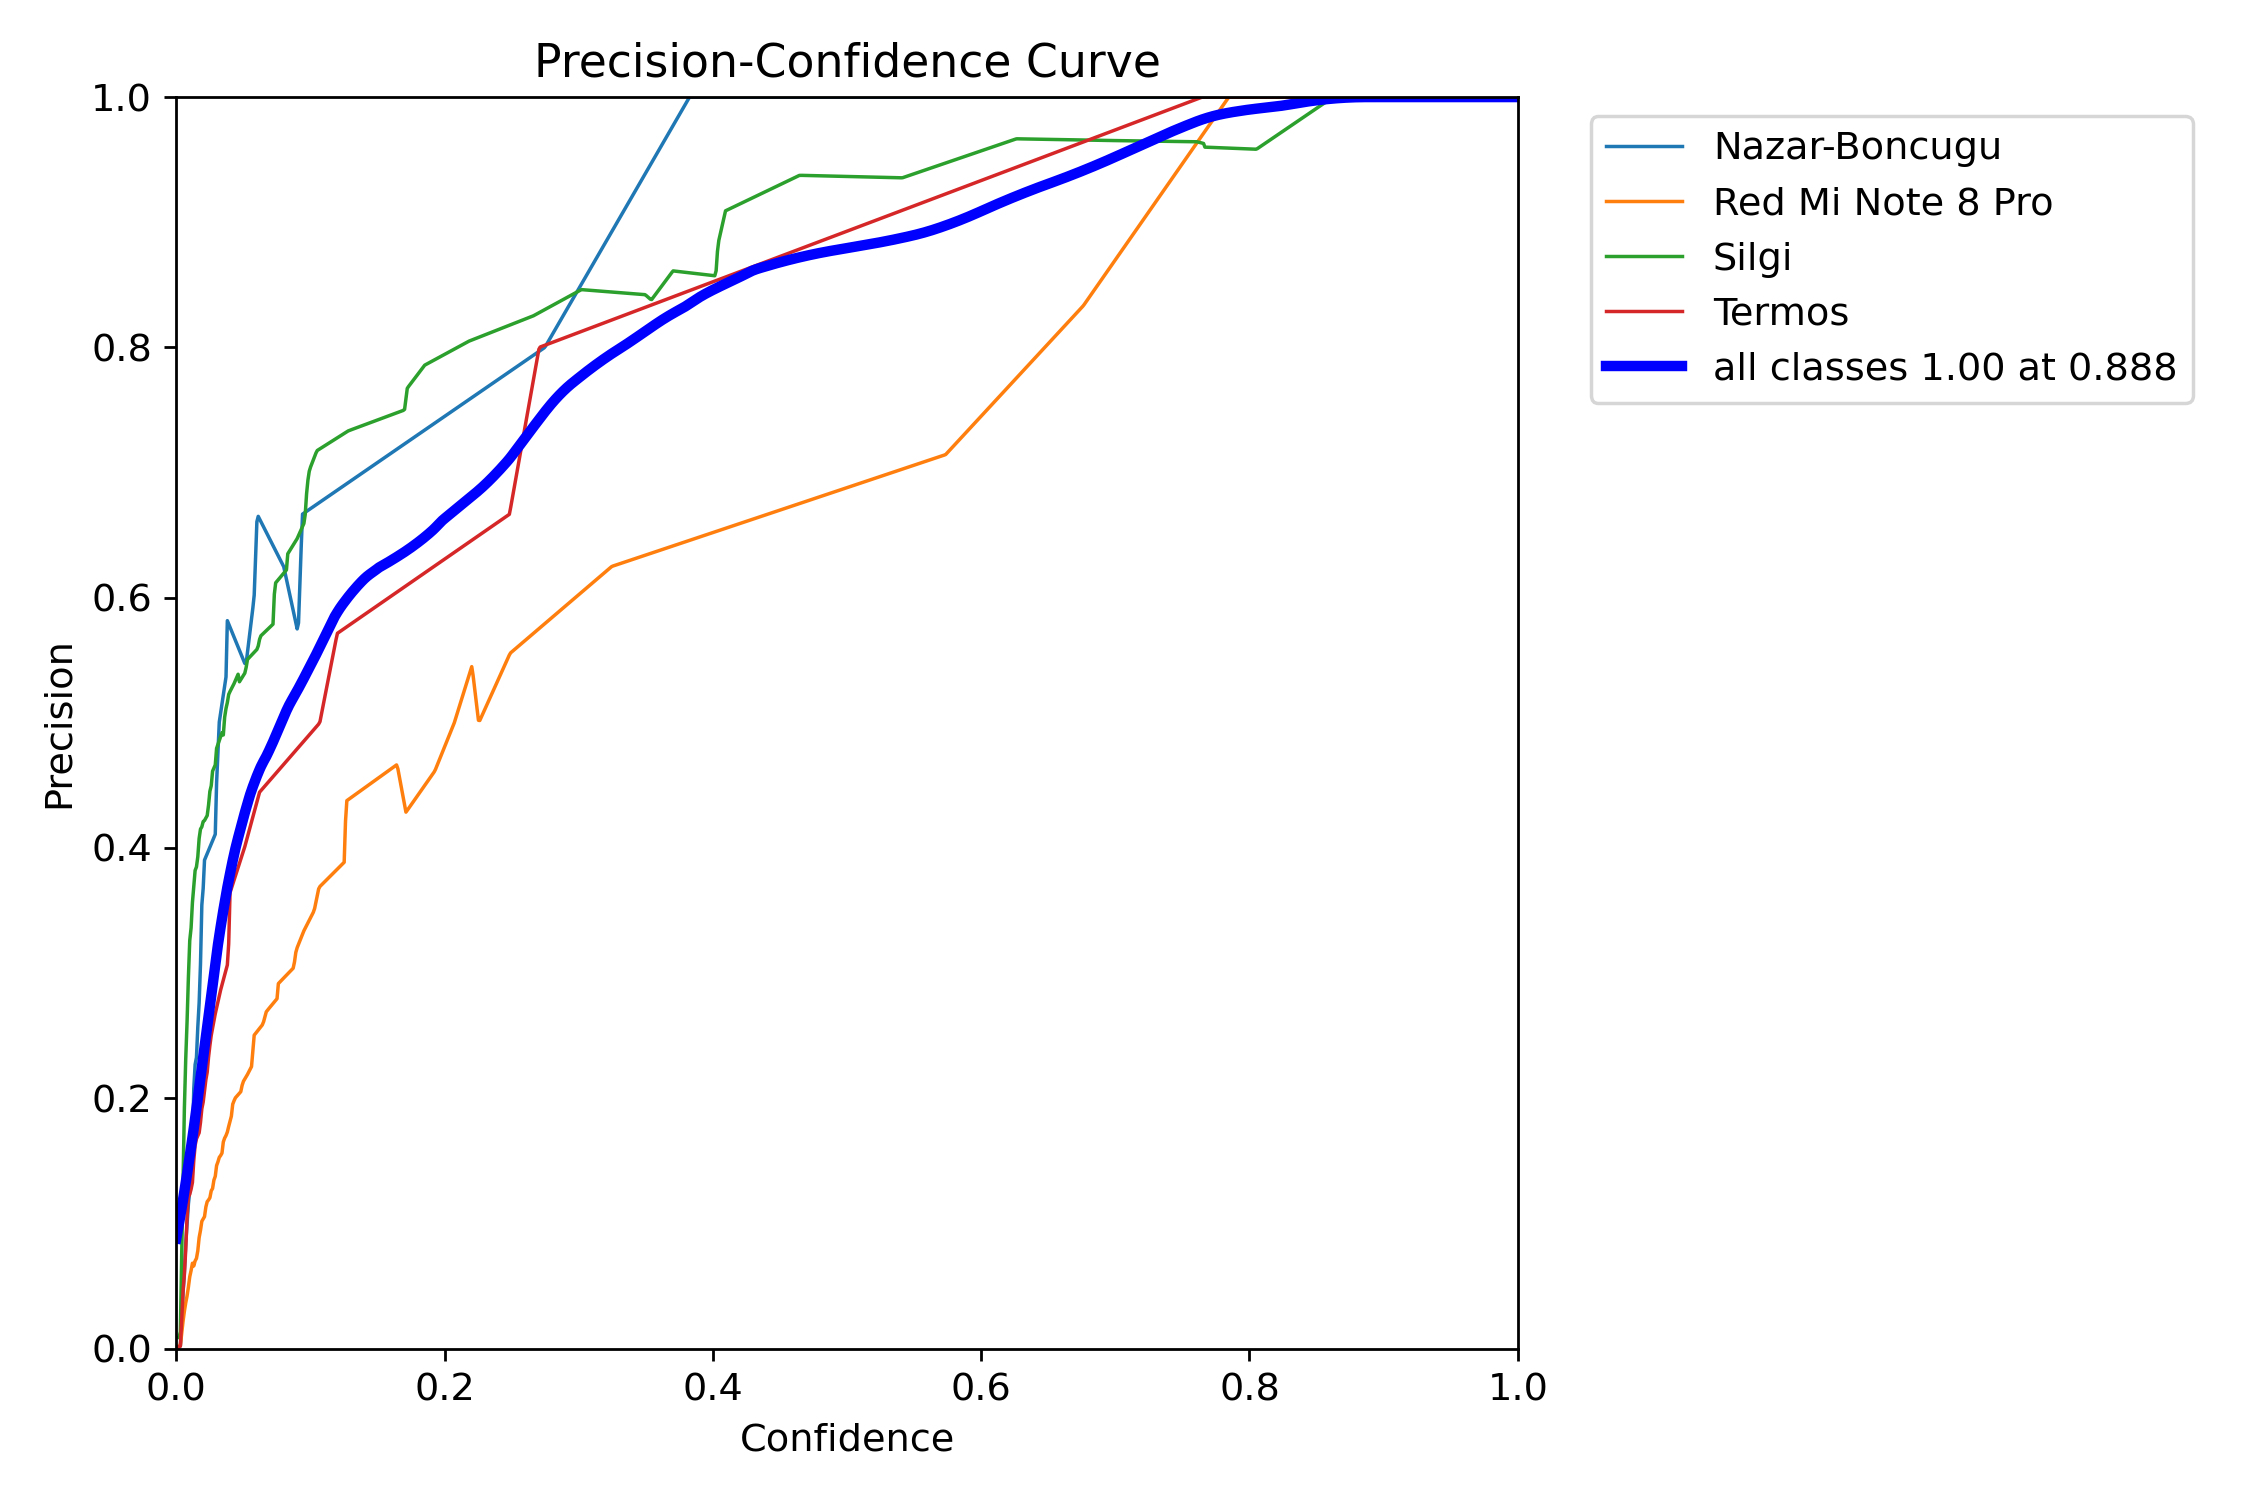 Precision-Confidence Curve
1.0
0.8
0.6
0.4
0.2
0.0
Precision
0.0 0.2 0.4 0.6 0.8 1.0
Confidence
Nazar-Boncugu
Red Mi Note 8 Pro
Silgi
Termos
all classes 1.00 at 0.888